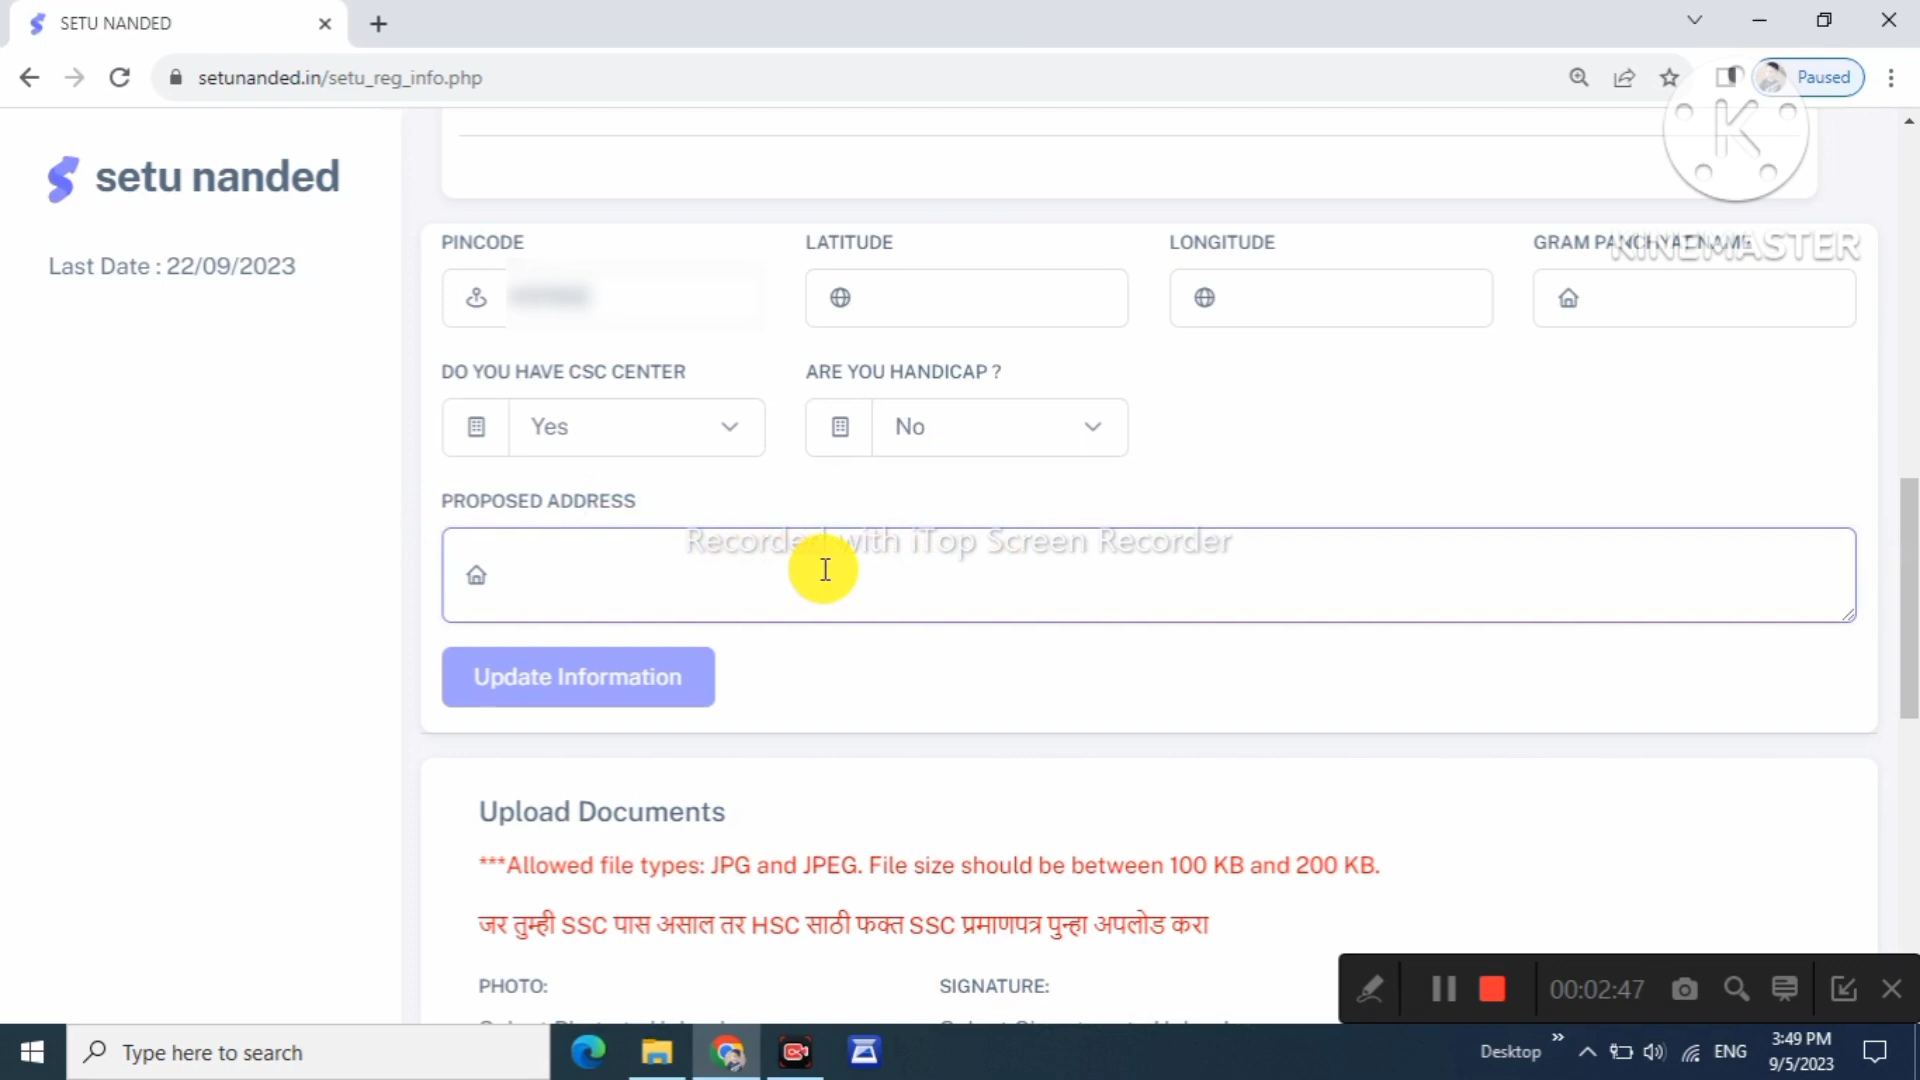 SETU NANDED
setunanded.in/setu_reg_info.php
Paused
setu nanded
Last Date : 22/09/2023
PINCODE
LATITUDE
LONGITUDE
GRAM PANCHYAT NAME
KINEMASTER
DO YOU HAVE CSC CENTER
ARE YOU HANDICAP ?
Yes
No
PROPOSED ADDRESS
Recorded with iTop Screen Recorder
Update Information
Upload Documents
***Allowed file types: JPG and JPEG. File size should be between 100 KB and 200 KB.
जर तुम्ही SSC पास असाल तर HSC साठी फक्त SSC प्रमाणपत्र पुन्हा अपलोड करा
PHOTO:
SIGNATURE:
00:02:47
Type here to search
Desktop
ENG
3:49 PM
9/5/2023